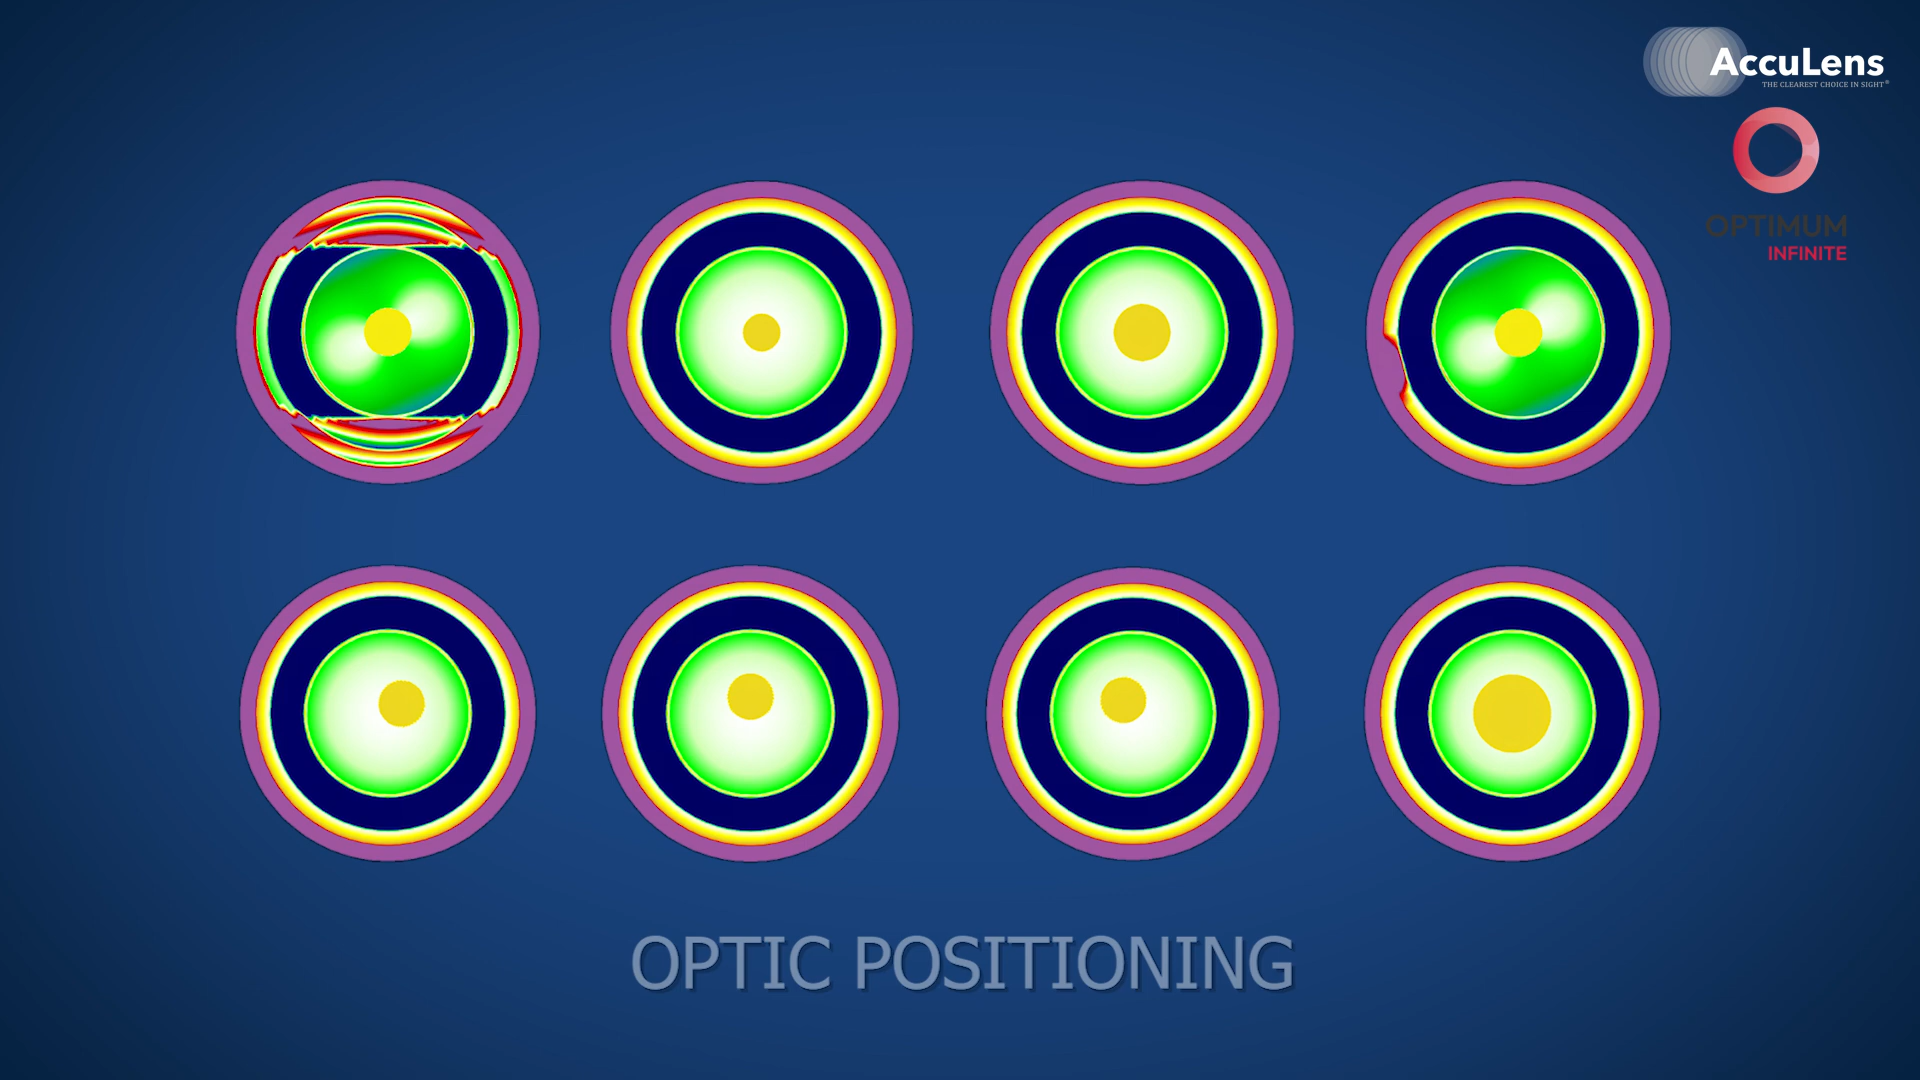 AccuLens
THE CLEAREST CHOICE IN SIGHT®
OPTIMUM
INFINITE
OPTIC POSITIONING